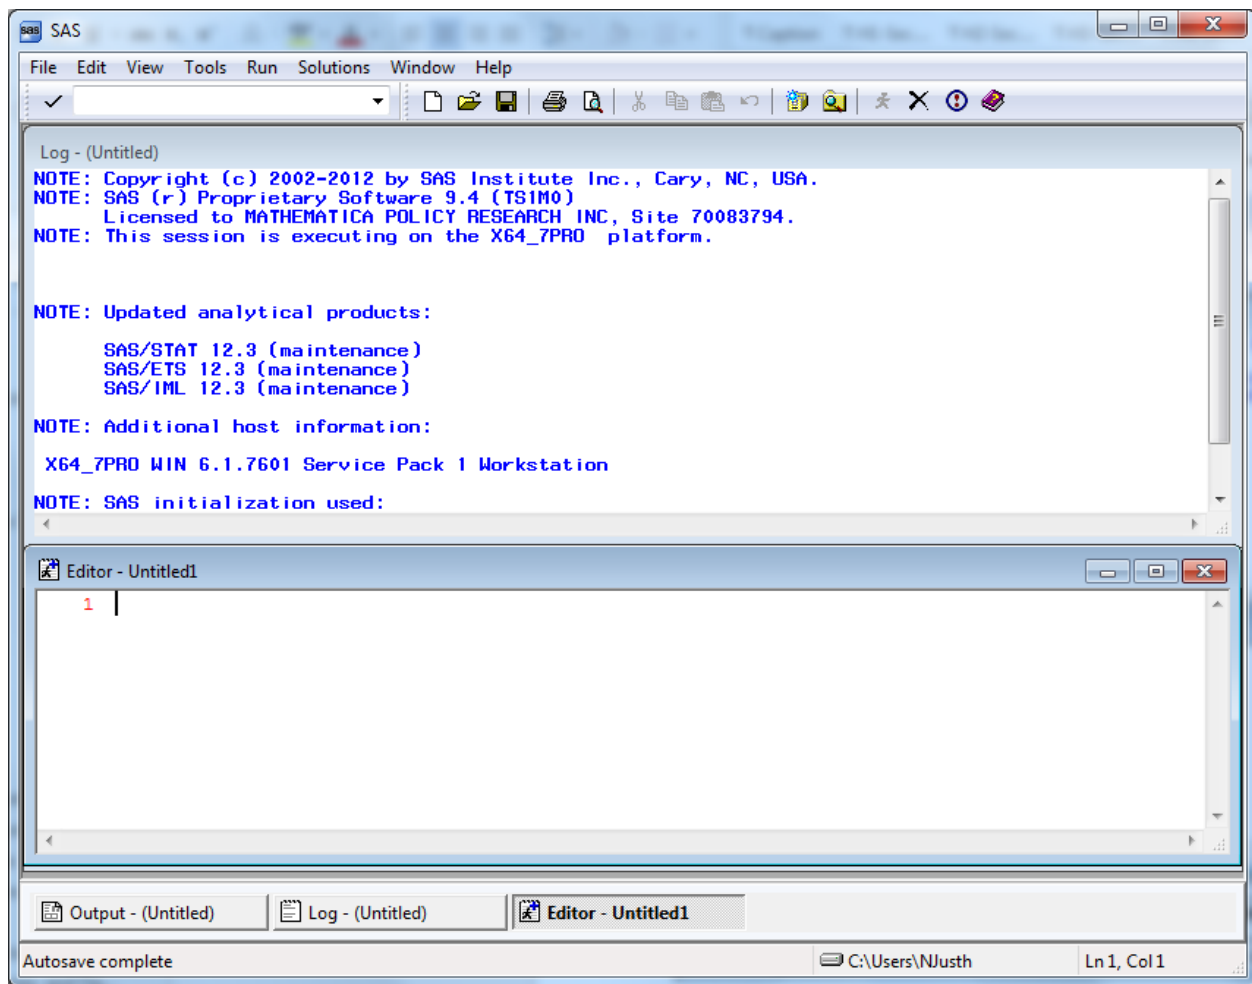 SAS
File Edit View Tools Run Solutions Window Help
Log - (Untitled)
NOTE: Copyright (c) 2002-2012 by SAS Institute Inc., Cary, NC, USA.
NOTE: SAS (r) Proprietary Software 9.4 (TS1M0)
Licensed to MATHEMATICA POLICY RESEARCH INC, Site 70083794.
NOTE: This session is executing on the X64_7PRO platform.
NOTE: Updated analytical products:
SAS/STAT 12.3 (maintenance)
SAS/ETS 12.3 (maintenance)
SAS/IML 12.3 (maintenance)
NOTE: Additional host information:
X64_7PRO WIN 6.1.7601 Service Pack 1 Workstation
NOTE: SAS initialization used:
Editor - Untitled1
1
Output - (Untitled) Log - (Untitled) Editor - Untitled1
Autosave complete C:\Users\NJusth Ln 1, Col 1